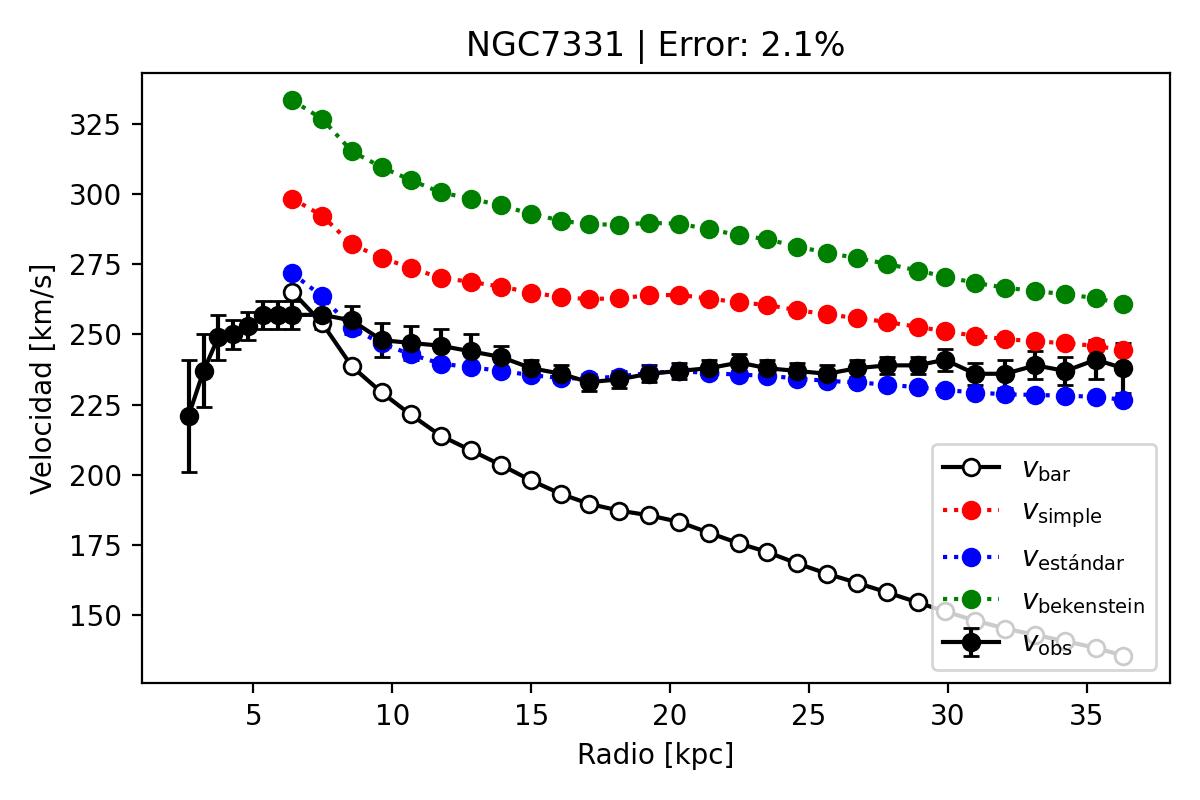 NGC7331 | Error: 2.1%
Velocidad [km/s]
325
300
275
250
225
200
175
150
v_bar
v_simple
v_estándar
v_bekenstein
v_obs
5 10 15 20 25 30 35
Radio [kpc]